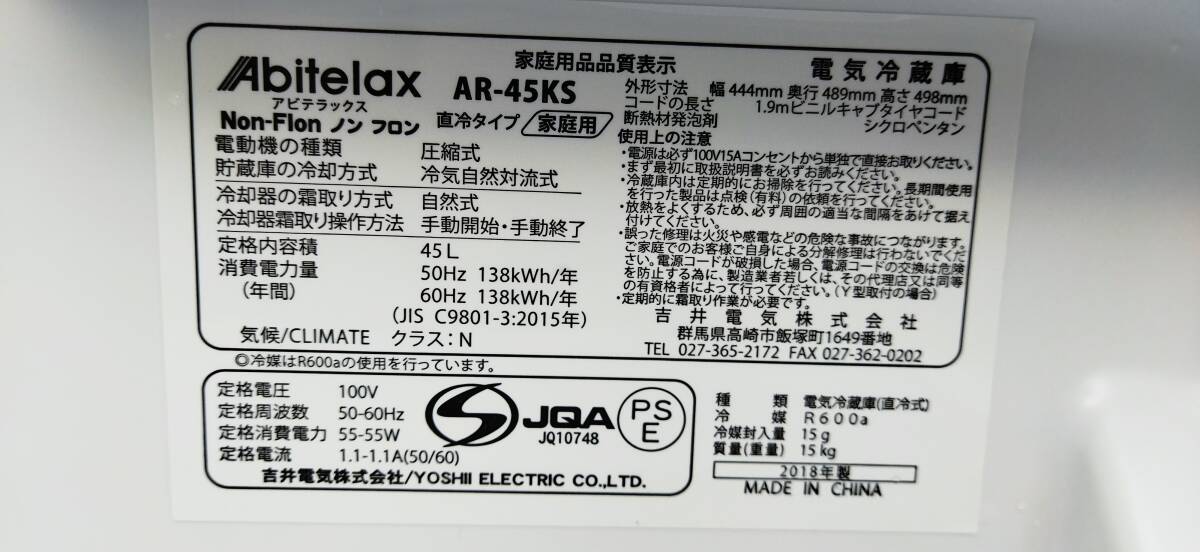 Abitelax
アビテラックス
AR-45KS
Non-Flon ノン フロン
直冷タイプ 家庭用
家庭用品品質表示
電気冷蔵庫
電動機の種類 圧縮式
貯蔵庫の冷却方式 冷気自然対流式
冷却器の霜取り方式 自然式
冷却器霜取り操作方法 手動開始・手動終了
定格内容積 45L
消費電力量 50Hz 138kWh/年
(年間) 60Hz 138kWh/年
(JIS C9801-3:2015年)
気候/CLIMATE クラス:N
外形寸法 幅 444mm 奥行 489mm 高さ 498mm
コードの長さ 1.9mビニルキャブタイヤコード
断熱材発泡剤 シクロペンタン
使用上の注意
・電源は必ず100V15Aコンセントから単独で直接お取りください。
・まず最初に取扱説明書を必ずお読みください。
・冷蔵庫内は定期的にお掃除を行ってください。長期間使用
を行った製品は点検(有料)の依頼を行ってください。
・放熱をよくするため、必ず周囲の適当な間隔をあけて据え
付けてください。
・誤った修理は火災や感電などの危険な事故につながります。
ご家庭でのお客様ご自身による分解修理は行わないでくだ
さい。電源コードが破損した場合、電源コードの交換は危険
を防止する為に、製造業者若しくは、その代理店又は同等
の有資格者によって行ってください。(Y型取付の場合)
・定期的に霜取り作業が必要です。
吉井電気株式会社
群馬県高崎市飯塚町1649番地
TEL 027-365-2172 FAX 027-362-0202
◎冷媒はR600aの使用を行っています。
定格電圧 100V
定格周波数 50-60Hz
定格消費電力 55-55W
定格電流 1.1-1.1A(50/60)
JQA
JQ10748
PS
E
吉井電気株式会社/YOSHII ELECTRIC CO.,LTD.
種類 電気冷蔵庫(直冷式)
冷媒 R600a
冷媒封入量 15g
質量(重量) 15kg
2018年製
MADE IN CHINA